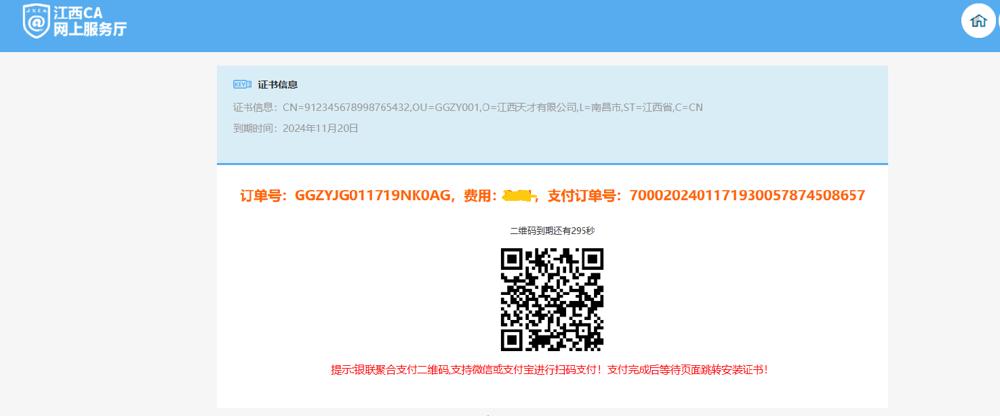 JXCA
江西CA
网上服务厅
KEY
证书信息
证书信息：CN=912345678998765432,OU=GGZY001,O=江西天才有限公司,L=南昌市,ST=江西省,C=CN
到期时间：2024年11月20日
订单号：GGZYJG011719NK0AG，费用：，支付订单号：70002024011719300578745​08657
二维码到期还有295秒
提示:银联聚合支付二维码,支持微信或支付宝进行扫码支付！支付完成后等待页面跳转安装证书！